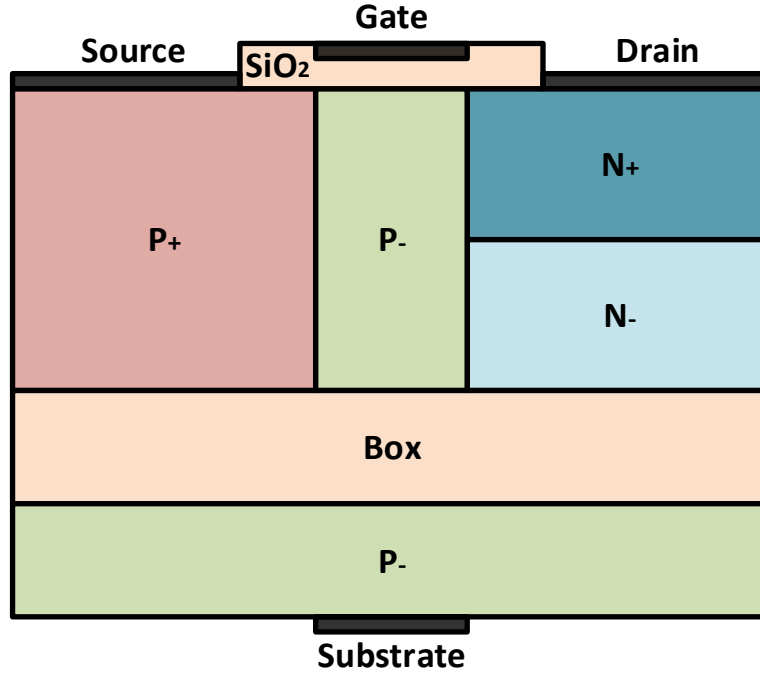 Gate
Source
Drain
SiO2
N+
P+
P-
N-
Box
P-
Substrate